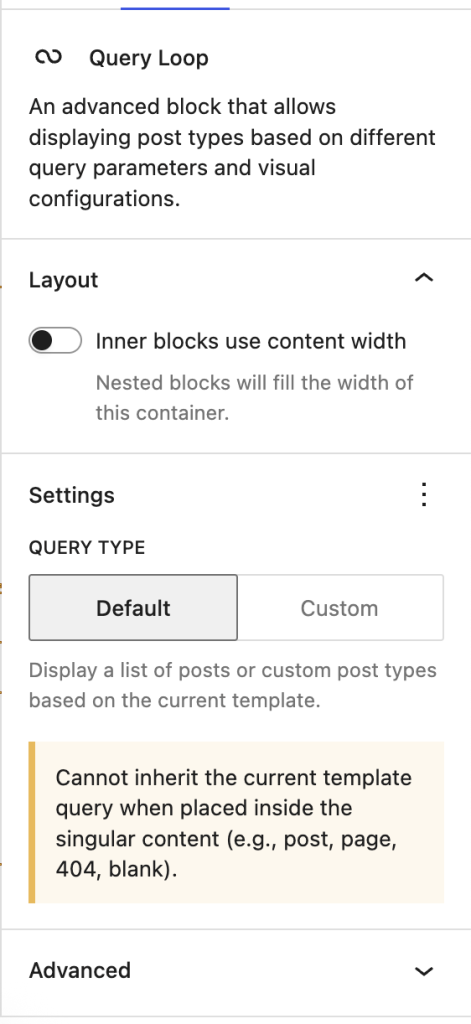 Query Loop
An advanced block that allows
displaying post types based on different
query parameters and visual
configurations.
Layout
Inner blocks use content width
Nested blocks will fill the width of
this container.
Settings
QUERY TYPE
Default
Custom
Display a list of posts or custom post types
based on the current template.
Cannot inherit the current template
query when placed inside the
singular content (e.g., post, page,
404, blank).
Advanced